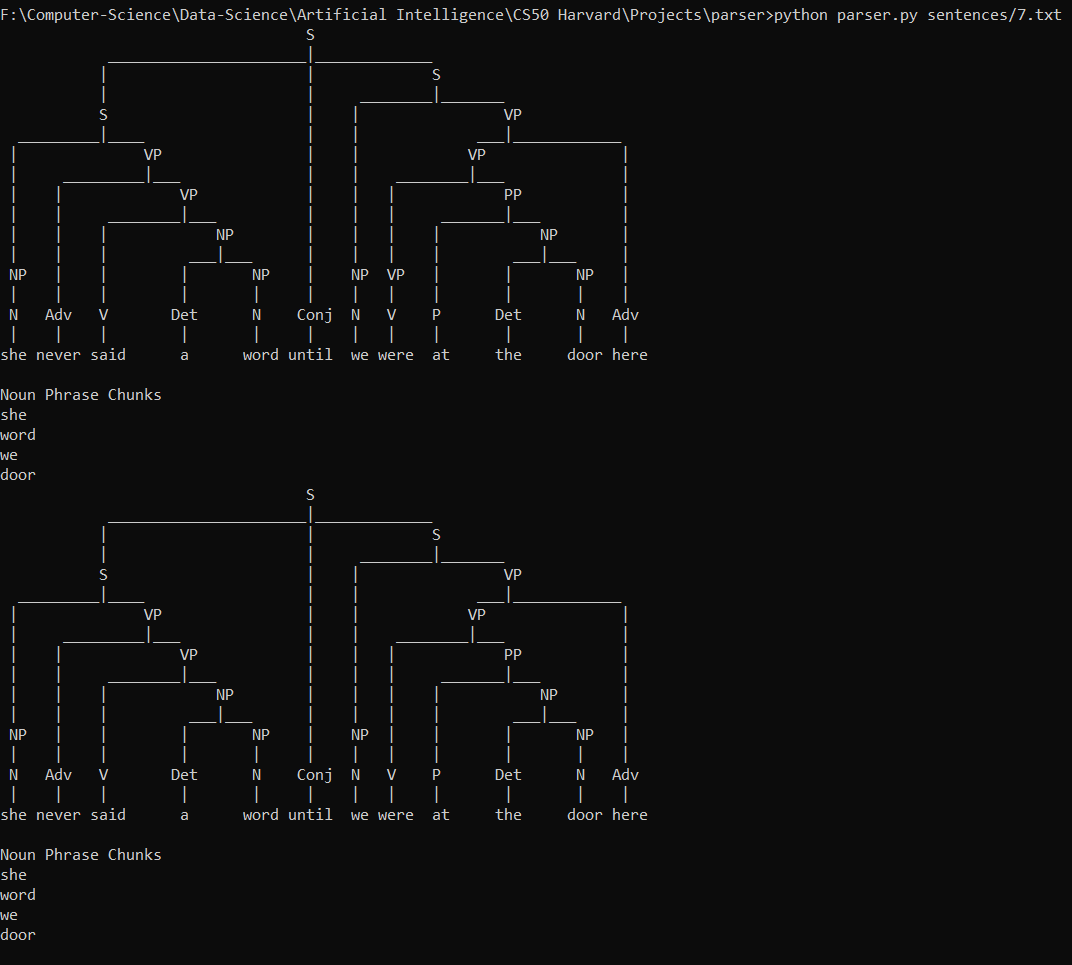 F:\Computer-Science\Data-Science\Artificial Intelligence\CS50 Harvard\Projects\parser>python parser.py sentences/7.txt
S
S
S VP
VP VP
VP PP
NP NP
NP NP NP VP NP
N Adv V Det N Conj N V P Det N Adv
she never said a word until we were at the door here
Noun Phrase Chunks
she
word
we
door
S
S
S VP
VP VP
VP PP
NP NP
NP NP NP NP
N Adv V Det N Conj N V P Det N Adv
she never said a word until we were at the door here
Noun Phrase Chunks
she
word
we
door